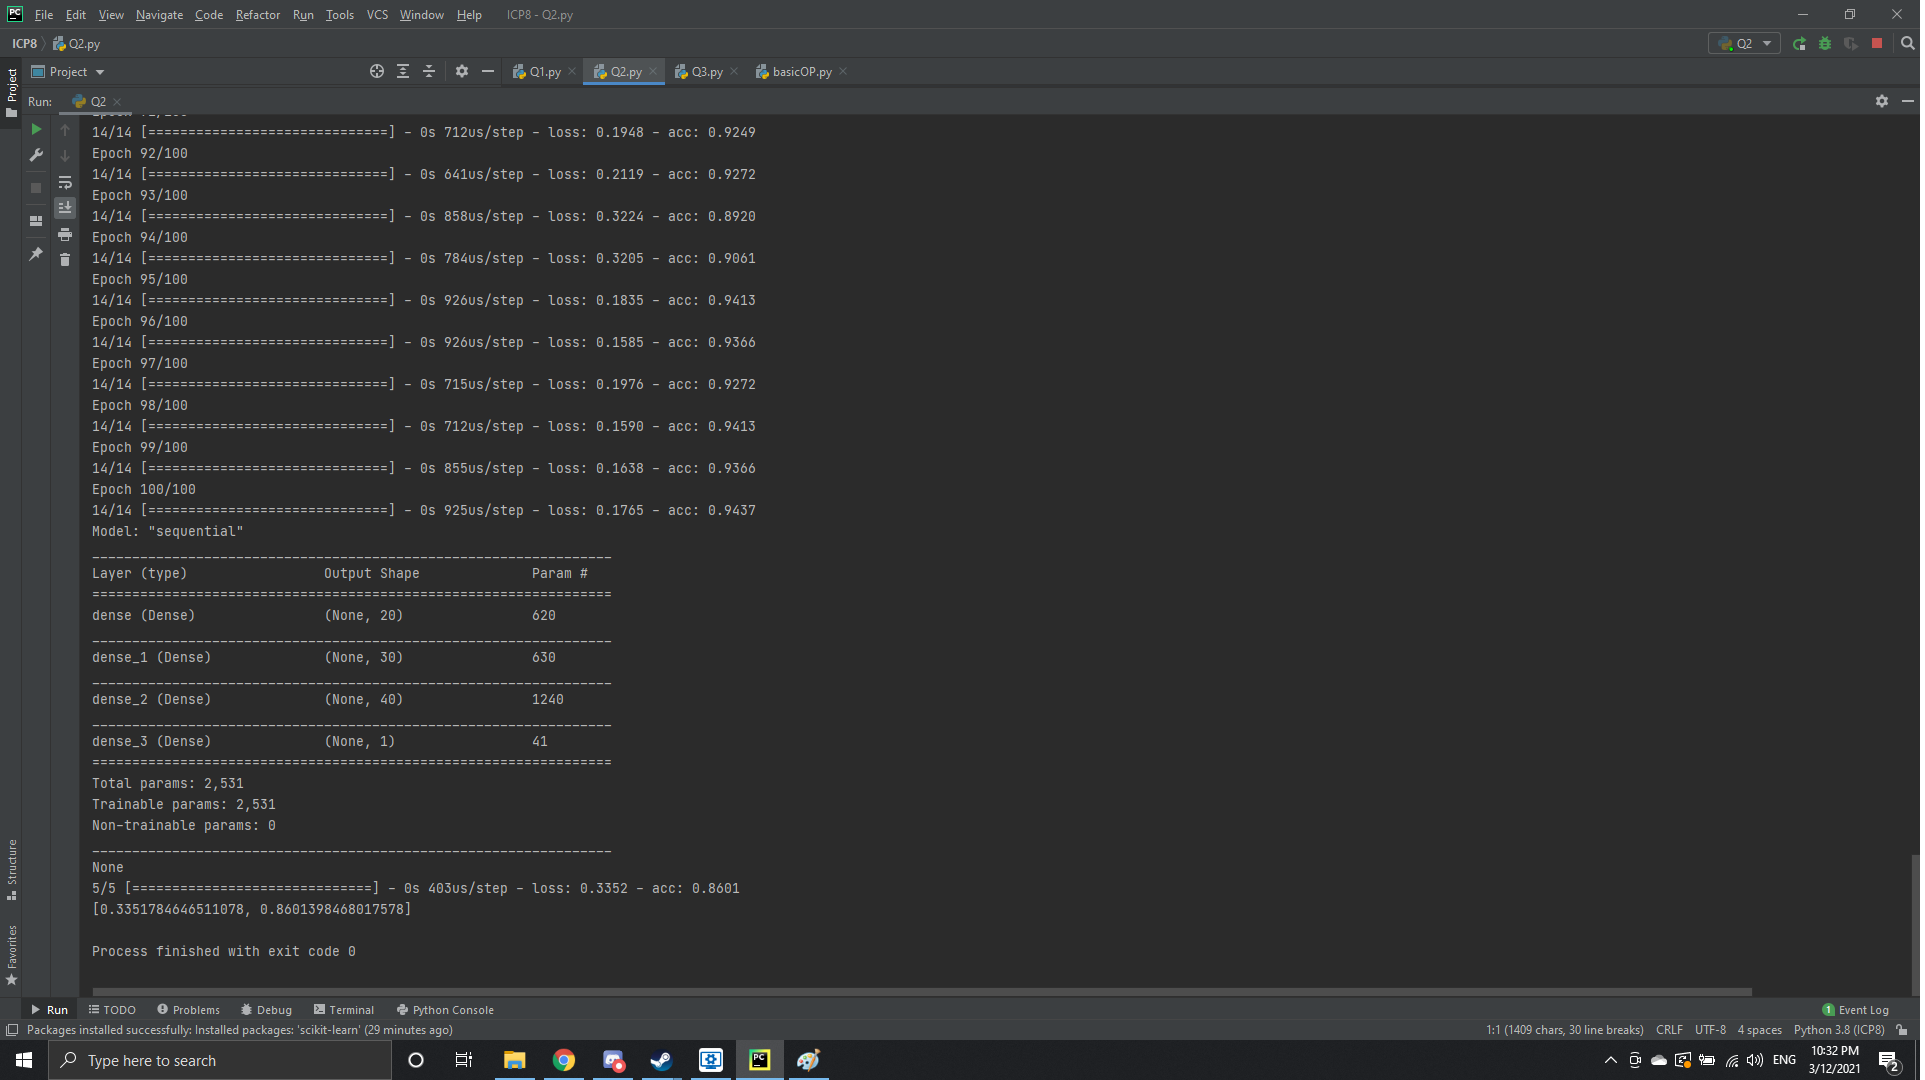 PC File Edit View Navigate Code Refactor Run Tools VCS Window Help ICP8 - Q2.py
ICP8 Q2.py Q2
Project Q1.py Q2.py Q3.py basicOP.py
Project
Run: Q2
14/14 [==============================] - 0s 712us/step - loss: 0.1948 - acc: 0.9249
Epoch 92/100
14/14 [==============================] - 0s 641us/step - loss: 0.2119 - acc: 0.9272
Epoch 93/100
14/14 [==============================] - 0s 858us/step - loss: 0.3224 - acc: 0.8920
Epoch 94/100
14/14 [==============================] - 0s 784us/step - loss: 0.3205 - acc: 0.9061
Epoch 95/100
14/14 [==============================] - 0s 926us/step - loss: 0.1835 - acc: 0.9413
Epoch 96/100
14/14 [==============================] - 0s 926us/step - loss: 0.1585 - acc: 0.9366
Epoch 97/100
14/14 [==============================] - 0s 715us/step - loss: 0.1976 - acc: 0.9272
Epoch 98/100
14/14 [==============================] - 0s 712us/step - loss: 0.1590 - acc: 0.9413
Epoch 99/100
14/14 [==============================] - 0s 855us/step - loss: 0.1638 - acc: 0.9366
Epoch 100/100
14/14 [==============================] - 0s 925us/step - loss: 0.1765 - acc: 0.9437
Model: "sequential"
_________________________________________________________________
Layer (type) Output Shape Param #
=================================================================
dense (Dense) (None, 20) 620
_________________________________________________________________
dense_1 (Dense) (None, 30) 630
_________________________________________________________________
dense_2 (Dense) (None, 40) 1240
_________________________________________________________________
dense_3 (Dense) (None, 1) 41
=================================================================
Total params: 2,531
Trainable params: 2,531
Non-trainable params: 0
_________________________________________________________________
None
5/5 [==============================] - 0s 403us/step - loss: 0.3352 - acc: 0.8601
[0.3351784646511078, 0.8601398468017578]
Process finished with exit code 0
Structure
Favorites
Run TODO Problems Debug Terminal Python Console 1 Event Log
Packages installed successfully: Installed packages: 'scikit-learn' (29 minutes ago) 1:1 (1409 chars, 30 line breaks) CRLF UTF-8 4 spaces Python 3.8 (ICP8)
Type here to search PC ENG 10:32 PM
3/12/2021 2